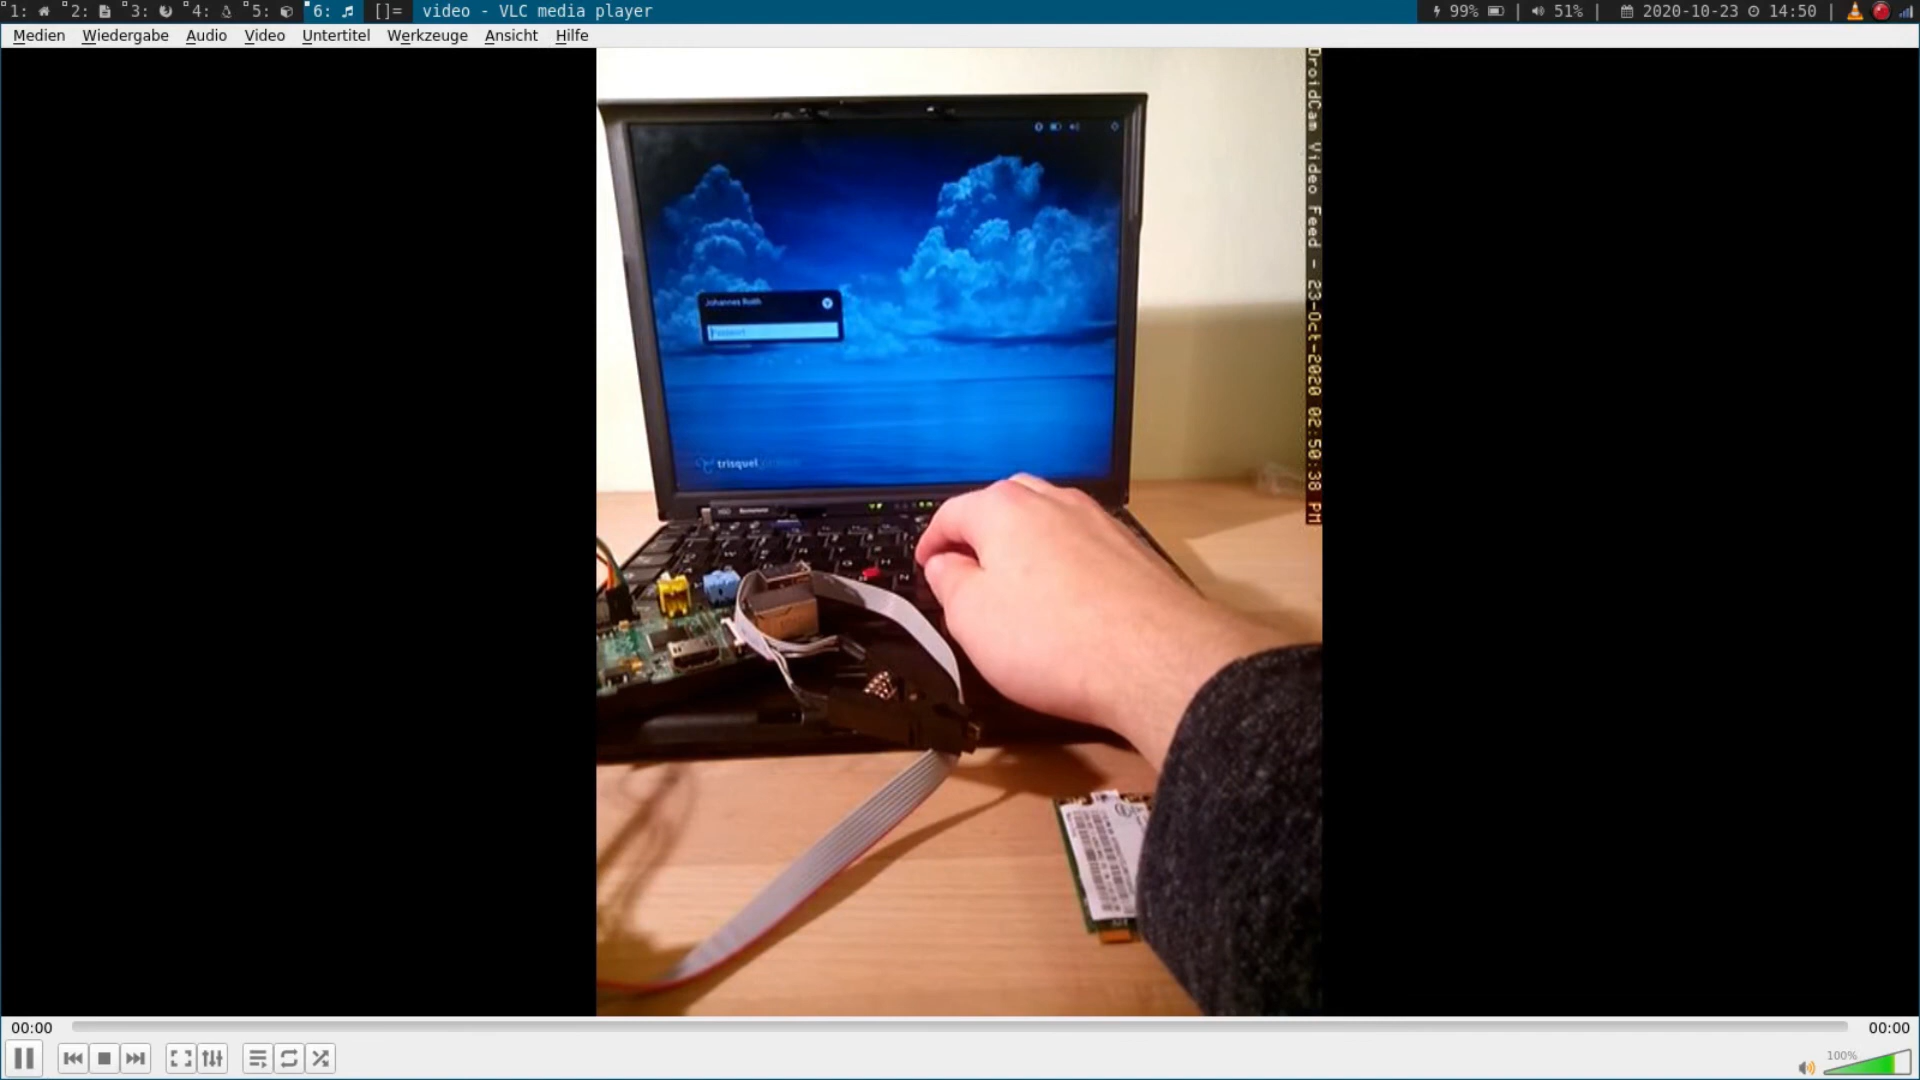 1: 2: 3: 4: 5: 6: []= video - VLC media player 99% | 51% | 2020-10-23 14:50 |
Medien Wiedergabe Audio Video Untertitel Werkzeuge Ansicht Hilfe
DroidCam Video Feed - 23-Oct-2020 02:50:38 PM
Johannes Roith
trisquel
00:00 00:00
100%